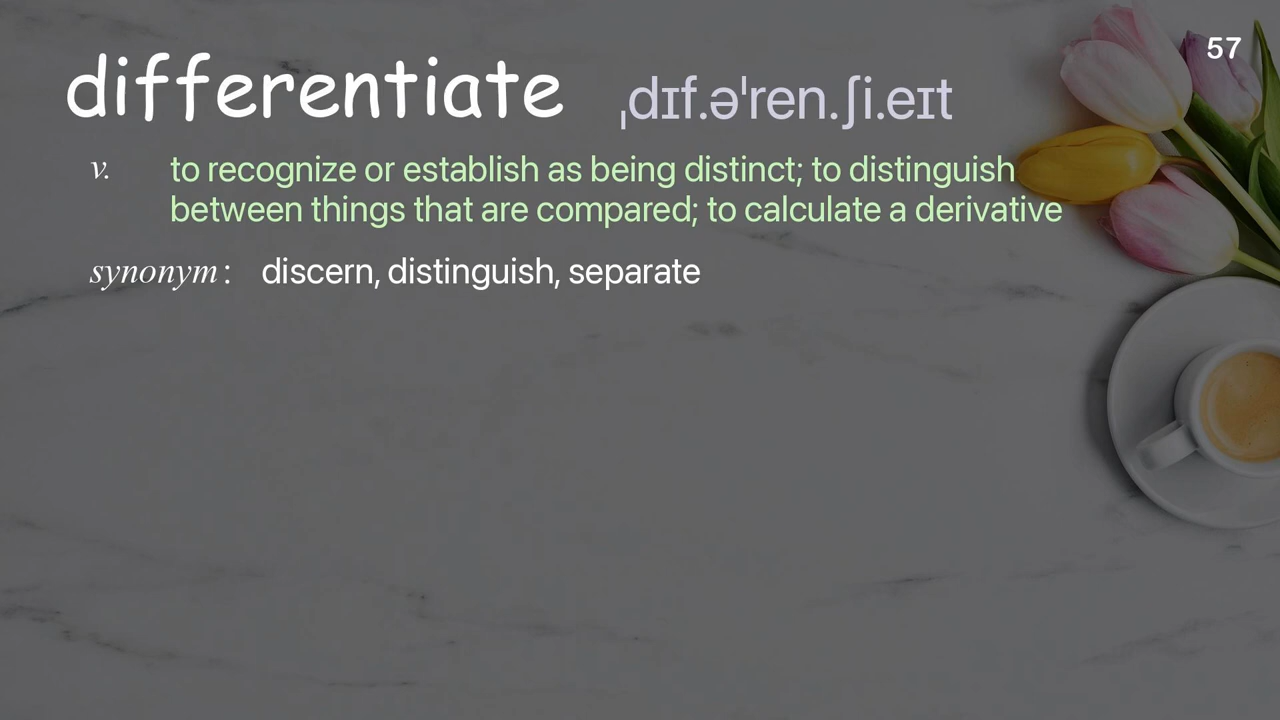 57
differentiate ˌdɪf.əˈren.ʃi.eɪt
v. to recognize or establish as being distinct; to distinguish
between things that are compared; to calculate a derivative
synonym : discern, distinguish, separate